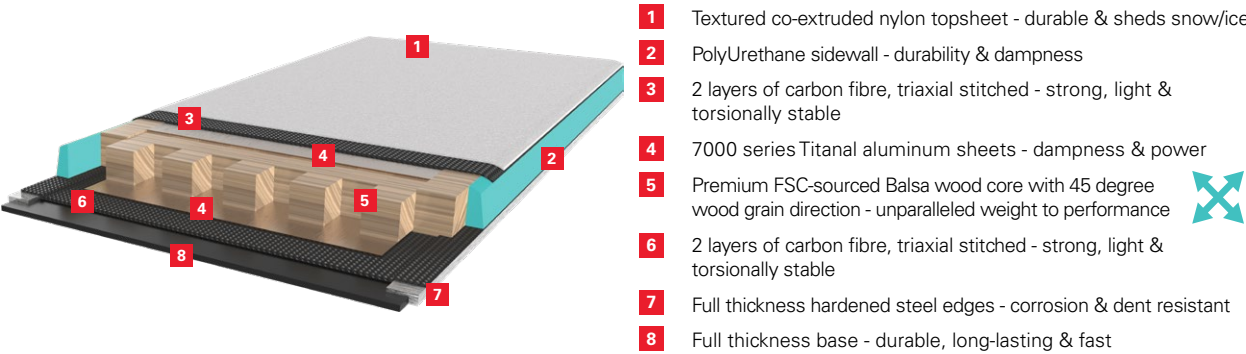 1 Textured co-extruded nylon topsheet - durable & sheds snow/ice
2 PolyUrethane sidewall - durability & dampness
3 2 layers of carbon fibre, triaxial stitched - strong, light &
torsionally stable
4 7000 series Titanal aluminum sheets - dampness & power
5 Premium FSC-sourced Balsa wood core with 45 degree
wood grain direction - unparalleled weight to performance
6 2 layers of carbon fibre, triaxial stitched - strong, light &
torsionally stable
7 Full thickness hardened steel edges - corrosion & dent resistant
8 Full thickness base - durable, long-lasting & fast
1
3
4
2
6
4
5
8
7